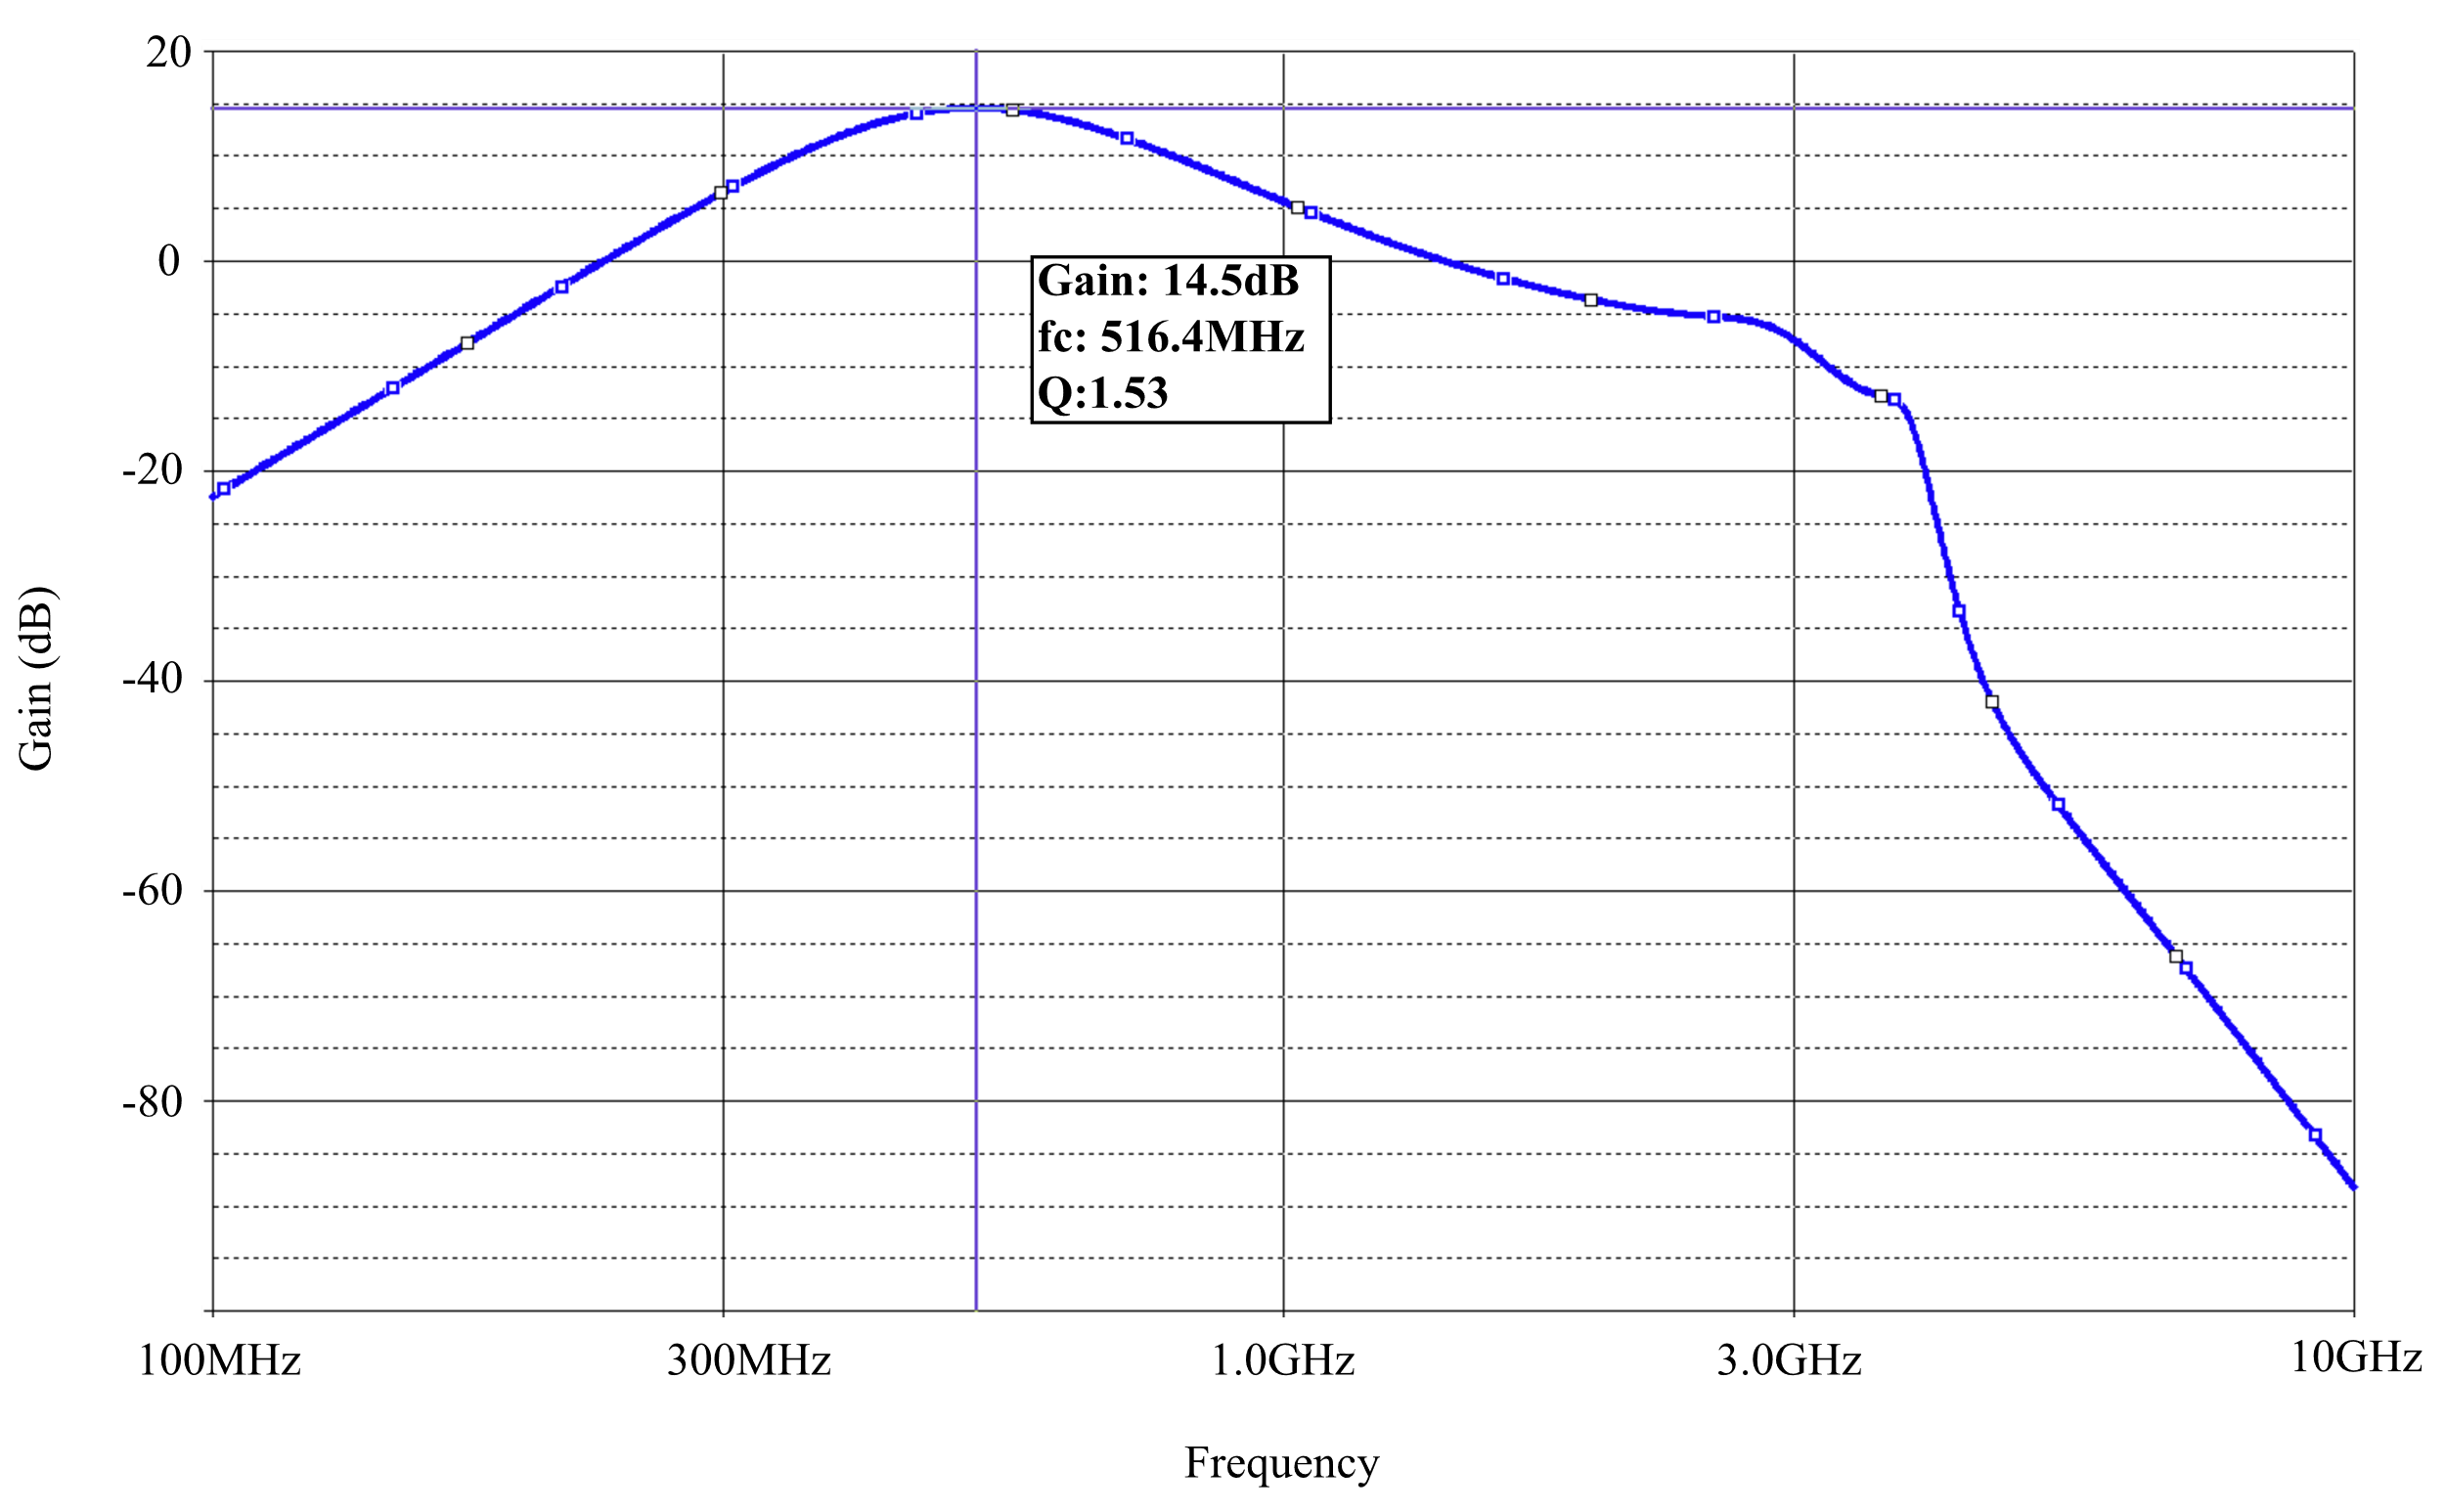 20
0
-20
-40
-60
-80
Gain (dB)
Gain: 14.5dB
fc: 516.4MHz
Q:1.53
100MHz 300MHz 1.0GHz 3.0GHz 10GHz
Frequency